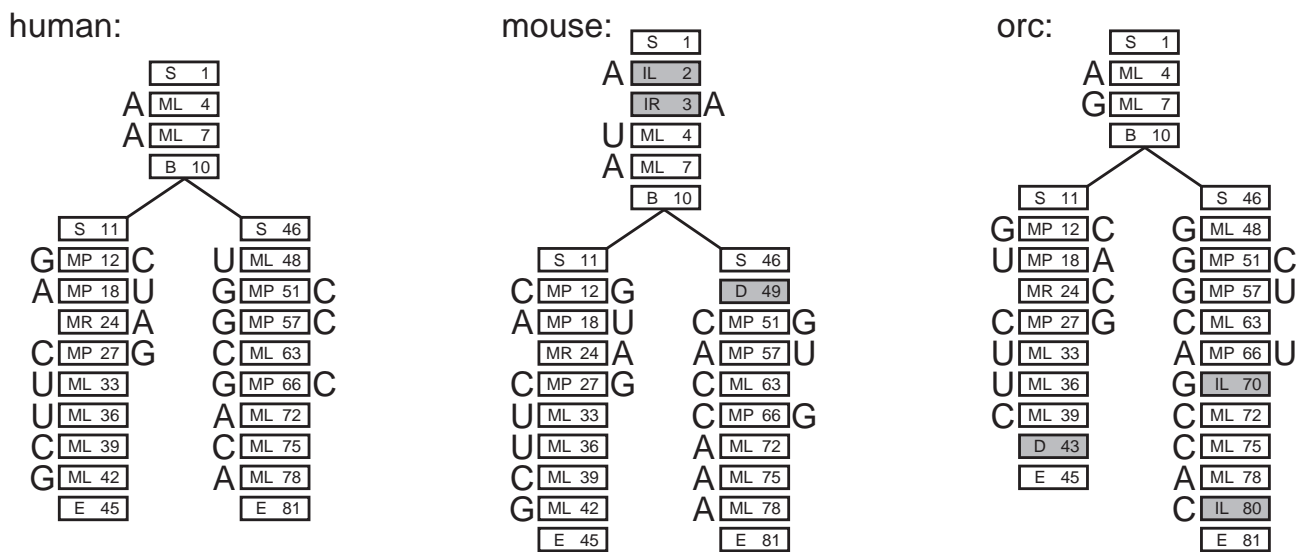 human:
S 1
A ML 4
A ML 7
B 10
S 11
G MP 12 C
A MP 18 U
MR 24 A
C MP 27 G
U ML 33
U ML 36
C ML 39
G ML 42
E 45
S 46
U ML 48
G MP 51 C
G MP 57 C
C ML 63
G MP 66 C
A ML 72
C ML 75
A ML 78
E 81
mouse:
S 1
A IL 2
IR 3 A
U ML 4
A ML 7
B 10
S 11
C MP 12 G
A MP 18 U
MR 24 A
C MP 27 G
U ML 33
U ML 36
C ML 39
G ML 42
E 45
S 46
D 49
C MP 51 G
A MP 57 U
C ML 63
C MP 66 G
A ML 72
A ML 75
A ML 78
E 81
orc:
S 1
A ML 4
G ML 7
B 10
S 11
G MP 12 C
U MP 18 A
MR 24 C
C MP 27 G
U ML 33
U ML 36
C ML 39
D 43
E 45
S 46
G ML 48
G MP 51 C
G MP 57 U
C ML 63
A MP 66 U
G IL 70
C ML 72
C ML 75
A ML 78
C IL 80
E 81